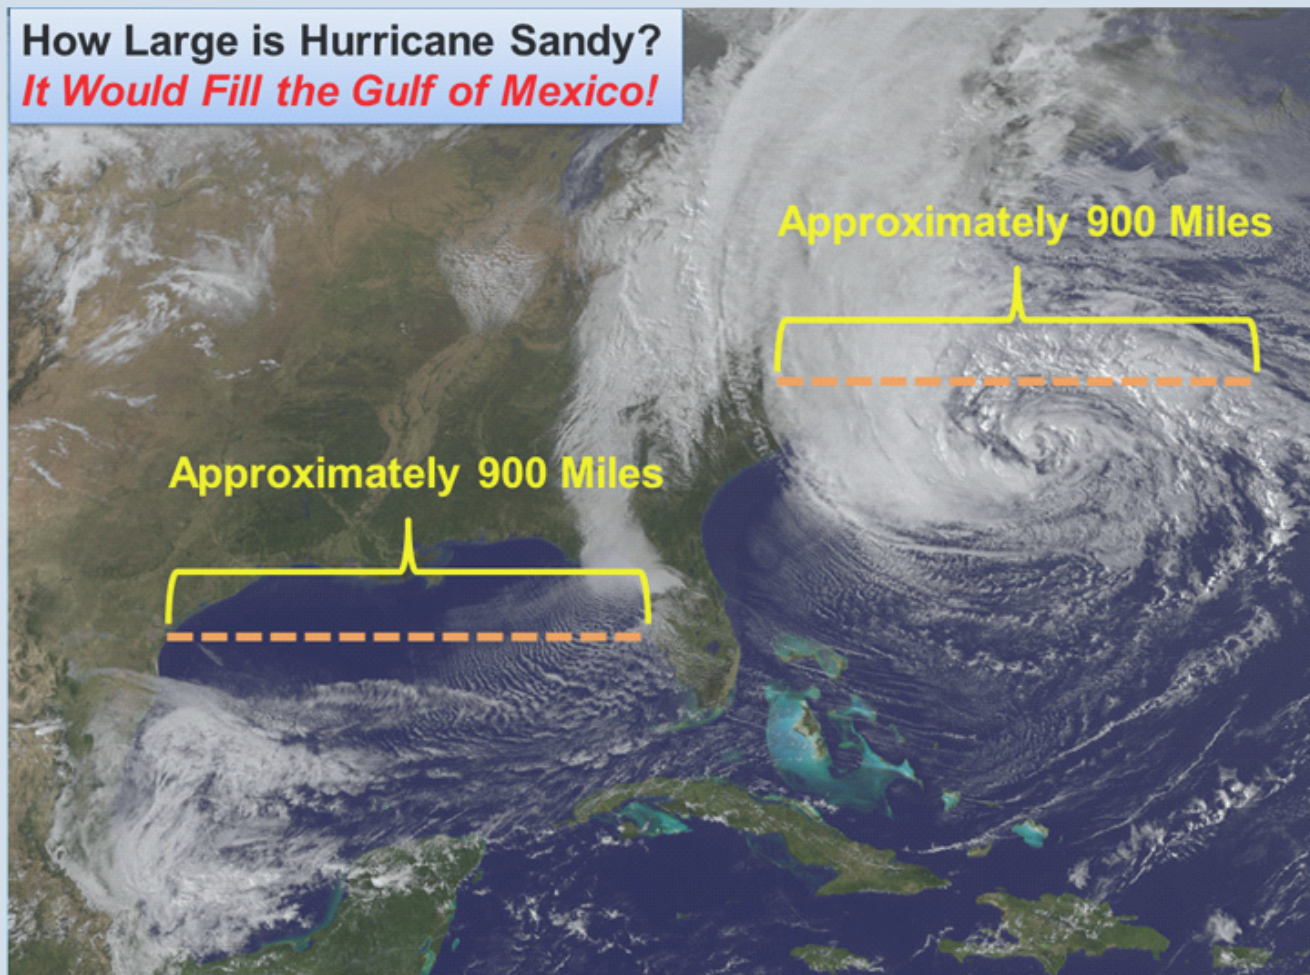 How Large is Hurricane Sandy?
It Would Fill the Gulf of Mexico!
Approximately 900 Miles
Approximately 900 Miles